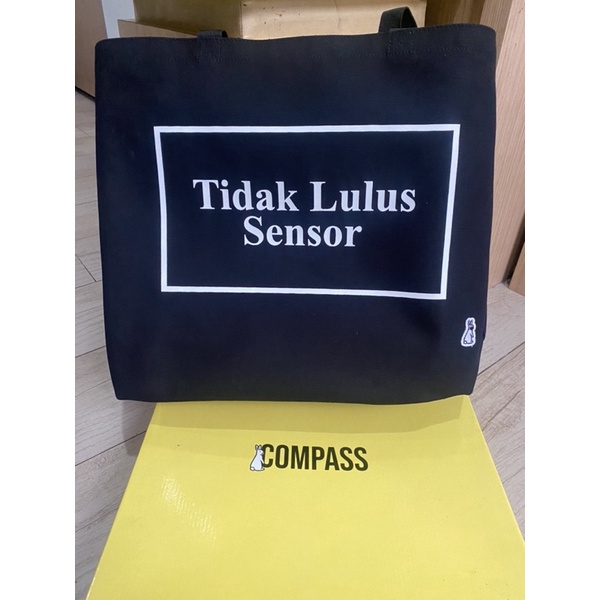 Tidak Lulus
Sensor
COMPASS